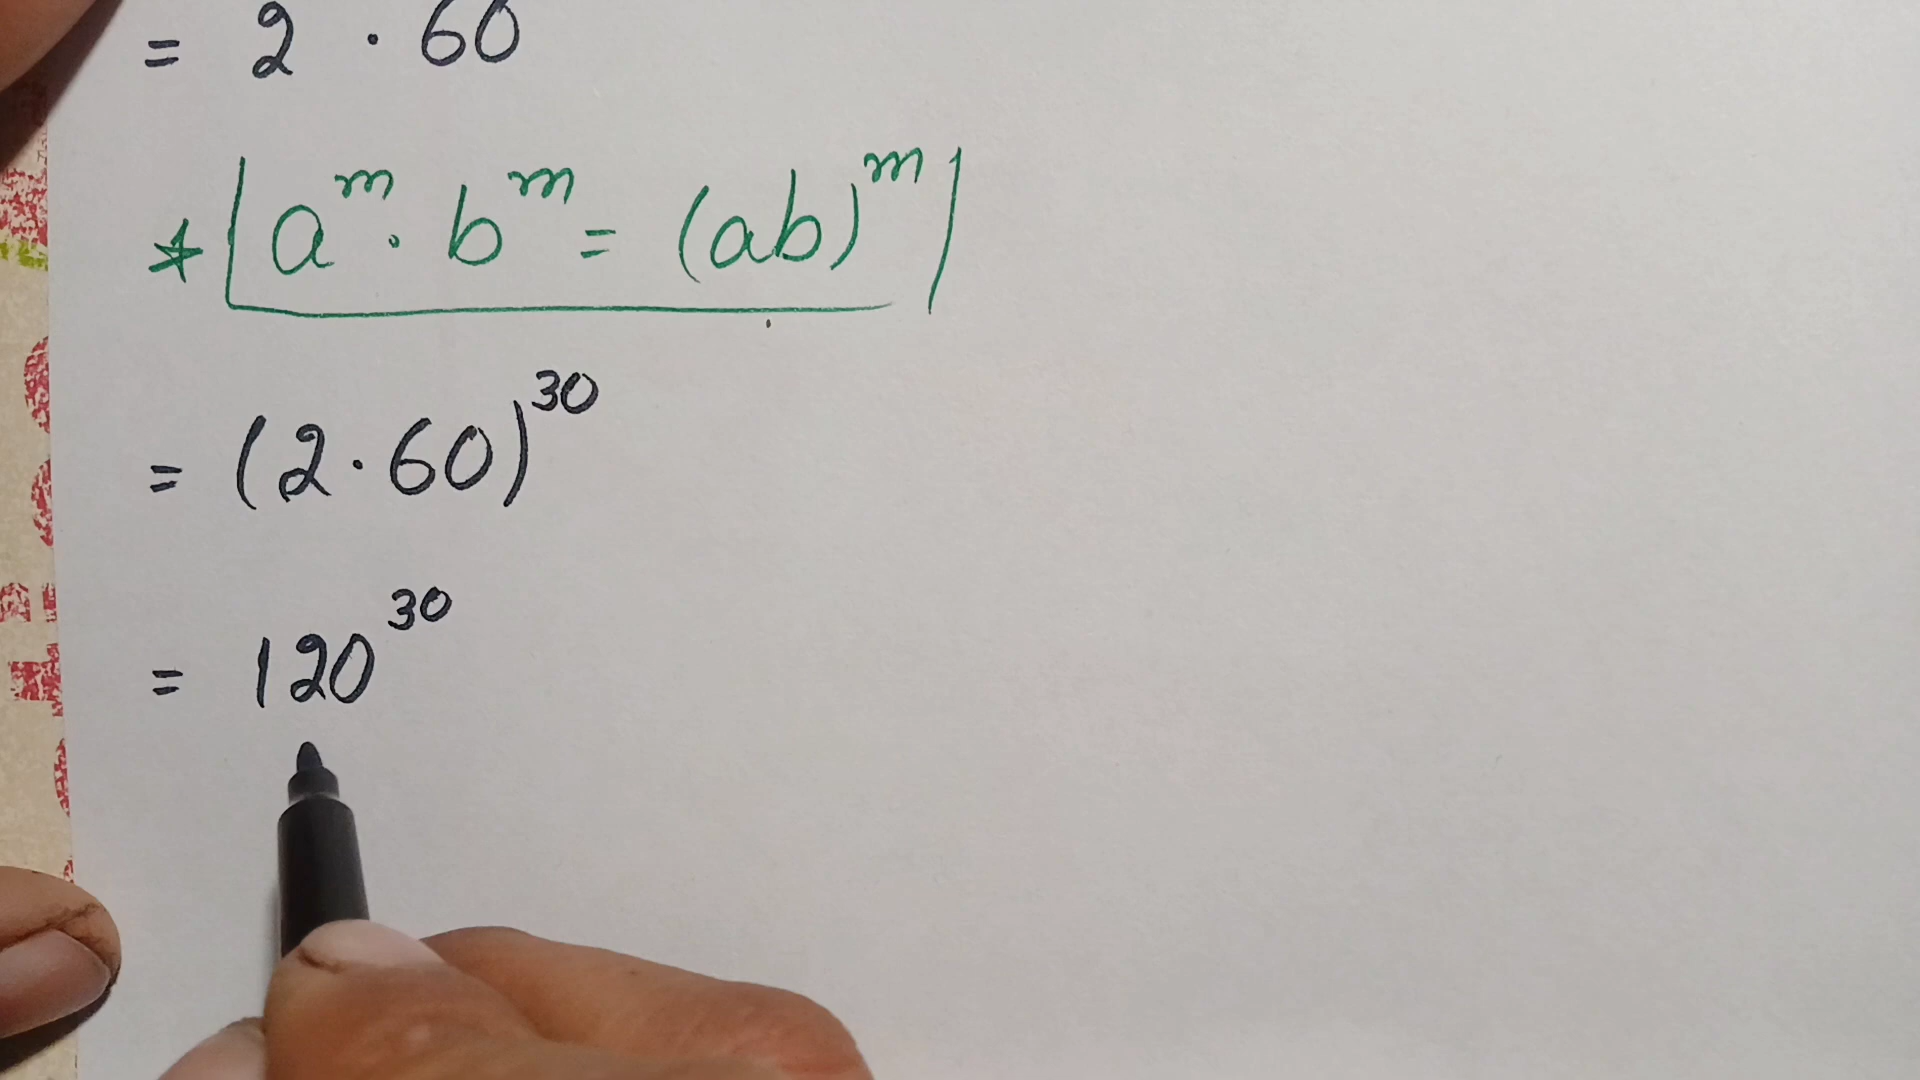 = 2 · 60
* a^m · b^m = (ab)^m
= (2 · 60)^30
= 120^30